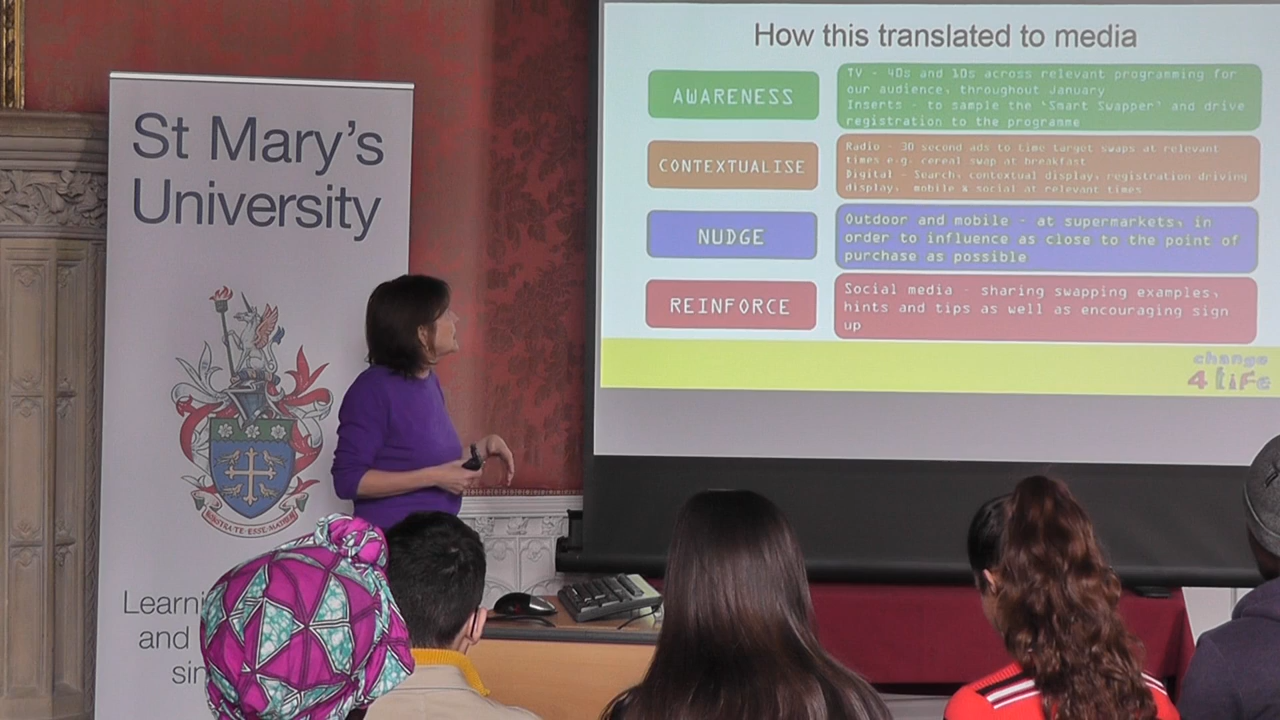 St Mary's
University
MONSTRA·TE·ESSE·MATREM
Learni
and
sin
How this translated to media
AWARENESS
TV - 40s and 10s across relevant programming for
our audience, throughout January
Inserts - to sample the 'Smart Swapper' and drive
registration to the programme
CONTEXTUALISE
Radio - 30 second ads to time target swaps at relevant
times e.g. cereal swap at breakfast
Digital - Search, contextual display, registration driving
display, mobile & social at relevant times
NUDGE
Outdoor and mobile - at supermarkets, in
order to influence as close to the point of
purchase as possible
REINFORCE
Social media - sharing swapping examples,
hints and tips as well as encouraging sign
up
change
4 LiFe